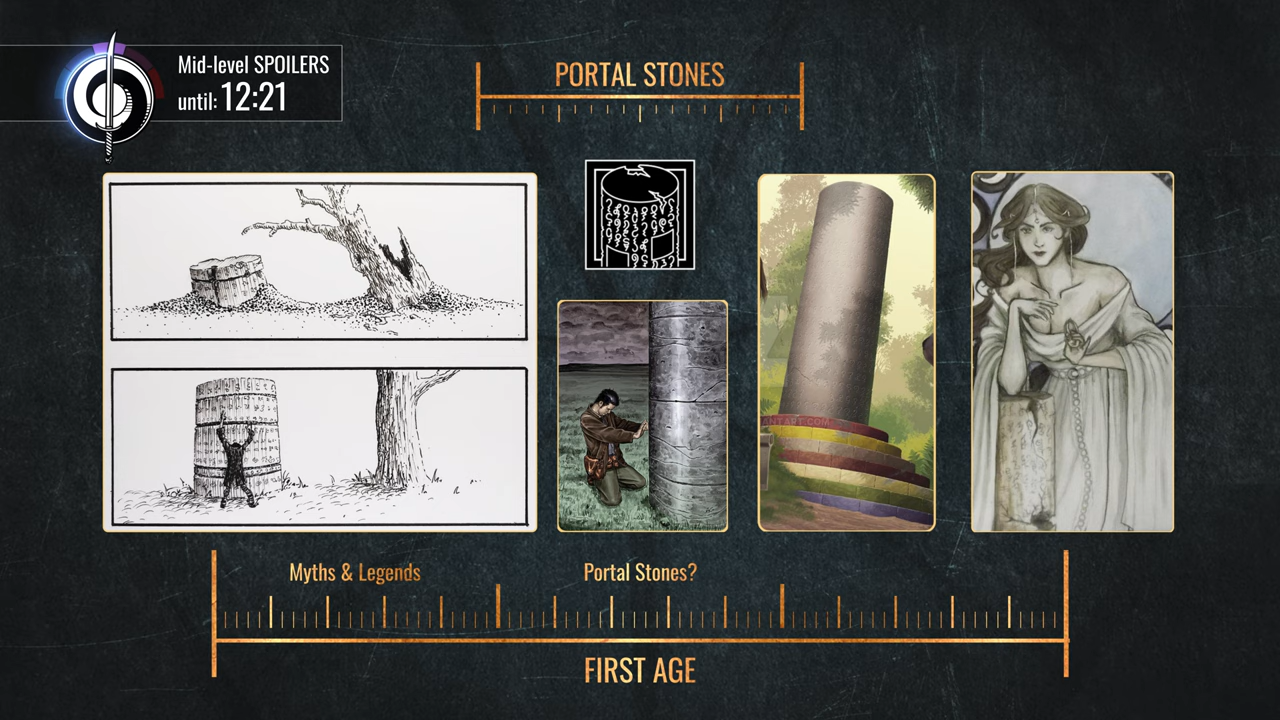 Mid-level SPOILERS
until: 12:21
PORTAL STONES
Myths & Legends
Portal Stones?
FIRST AGE